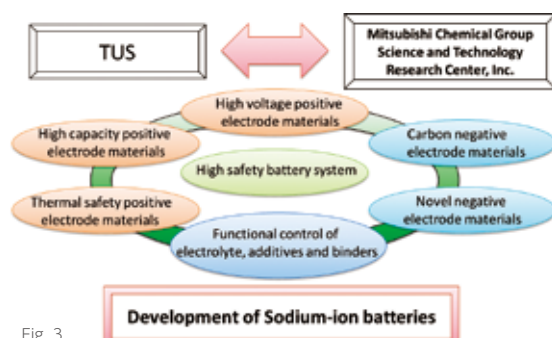 TUS
Mitsubishi Chemical Group
Science and Technology
Research Center, Inc.
High voltage positive
electrode materials
High capacity positive
electrode materials
Carbon negative
electrode materials
High safety battery system
Thermal safety positive
electrode materials
Novel negative
electrode materials
Functional control of
electrolyte, additives and binders
Development of Sodium-ion batteries
Fig. 3